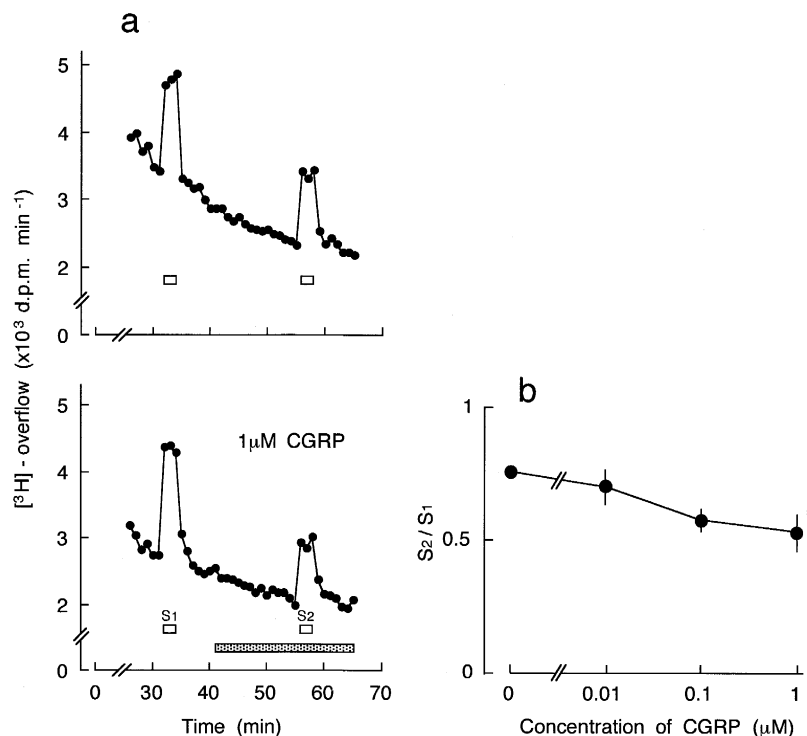 a
[³H] - overflow (x10³ d.p.m. min⁻¹)
5
4
3
2
0
5
4
3
2
0
1μM CGRP
S1
S2
0
30
40
50
60
70
Time (min)
b
S2 / S1
1
0.5
0
0
0.01
0.1
1
Concentration of CGRP (μM)